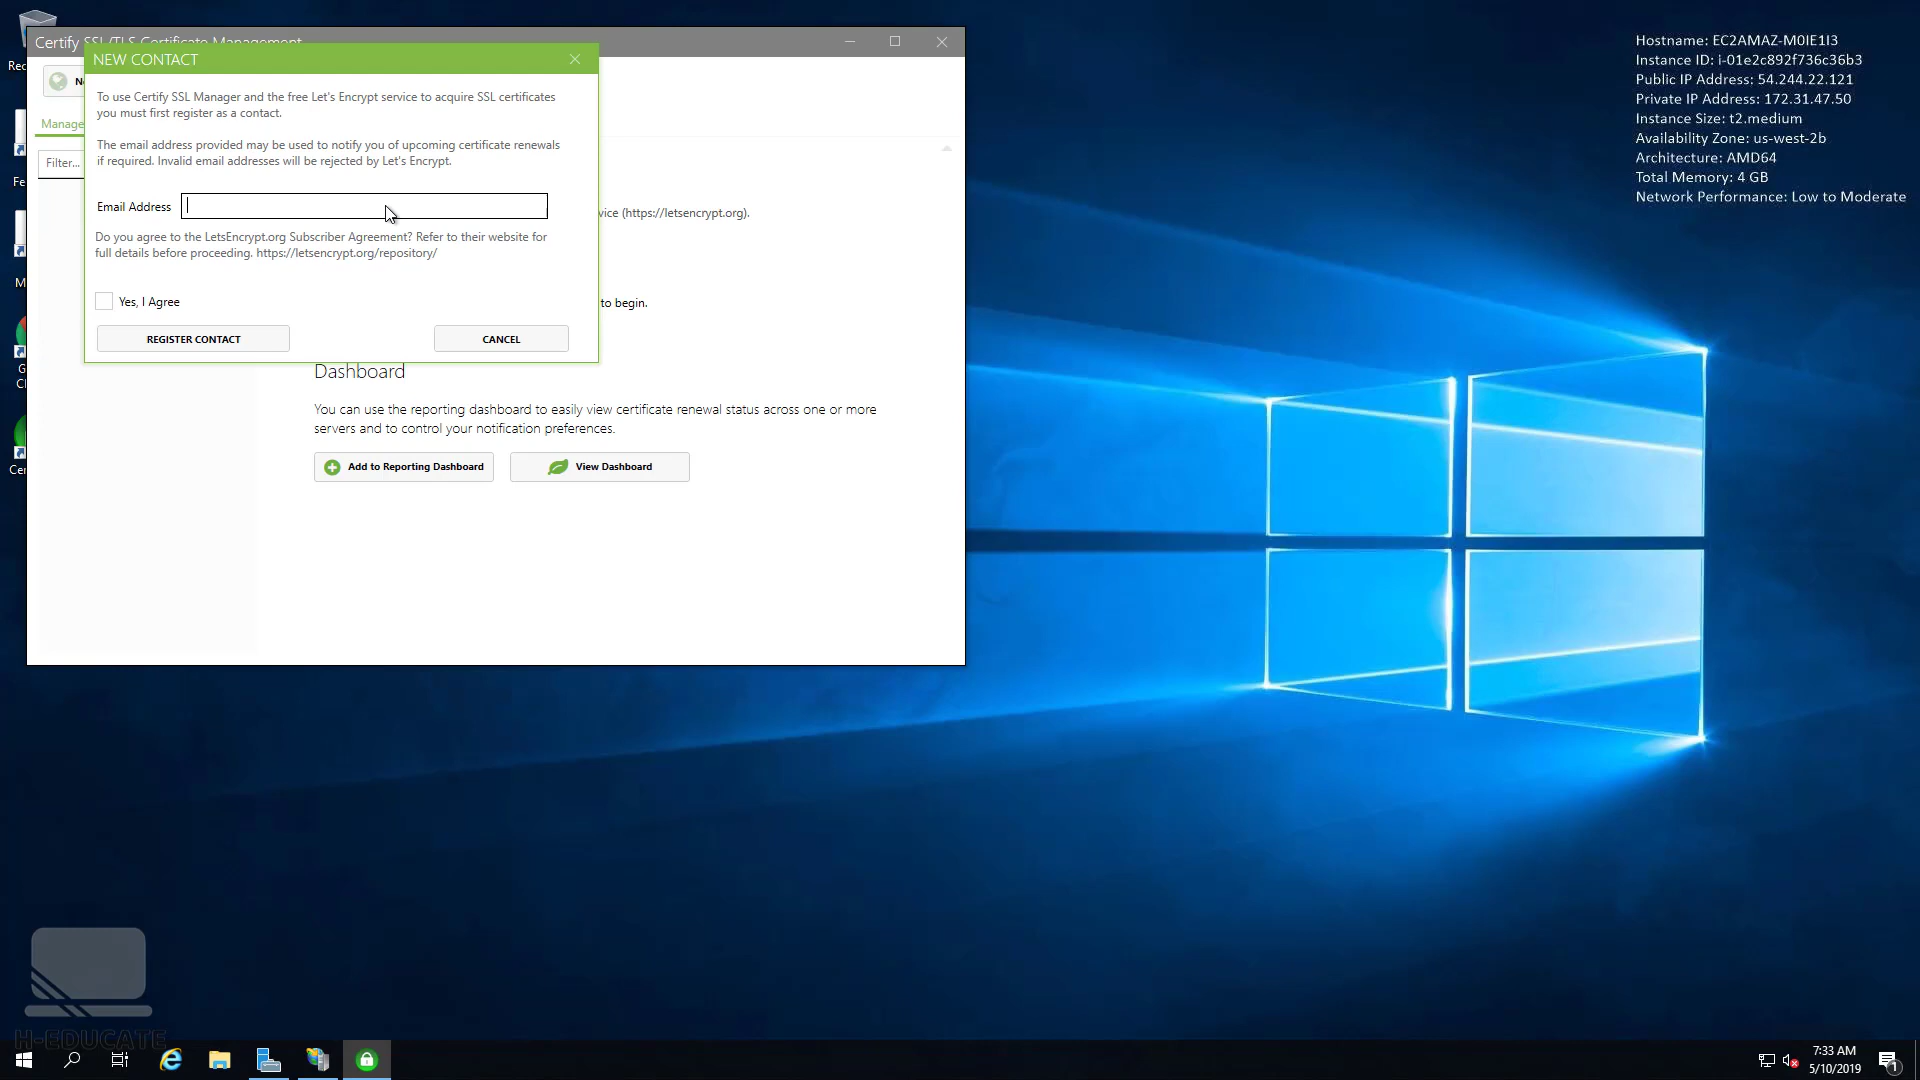 Certify SSL/TLS Certificate Management
NEW CONTACT
To use Certify SSL Manager and the free Let's Encrypt service to acquire SSL certificates
you must first register as a contact.
The email address provided may be used to notify you of upcoming certificate renewals
if required. Invalid email addresses will be rejected by Let's Encrypt.
Email Address
Do you agree to the LetsEncrypt.org Subscriber Agreement? Refer to their website for
full details before proceeding. https://letsencrypt.org/repository/
Yes, I Agree
REGISTER CONTACT
CANCEL
Manage
Filter...
vice (https://letsencrypt.org).
to begin.
Dashboard
You can use the reporting dashboard to easily view certificate renewal status across one or more
servers and to control your notification preferences.
Add to Reporting Dashboard
View Dashboard
Hostname: EC2AMAZ-M0IE1I3
Instance ID: i-01e2c892f736c36b3
Public IP Address: 54.244.22.121
Private IP Address: 172.31.47.50
Instance Size: t2.medium
Availability Zone: us-west-2b
Architecture: AMD64
Total Memory: 4 GB
Network Performance: Low to Moderate
H-EDUCATE
7:33 AM
5/10/2019
1